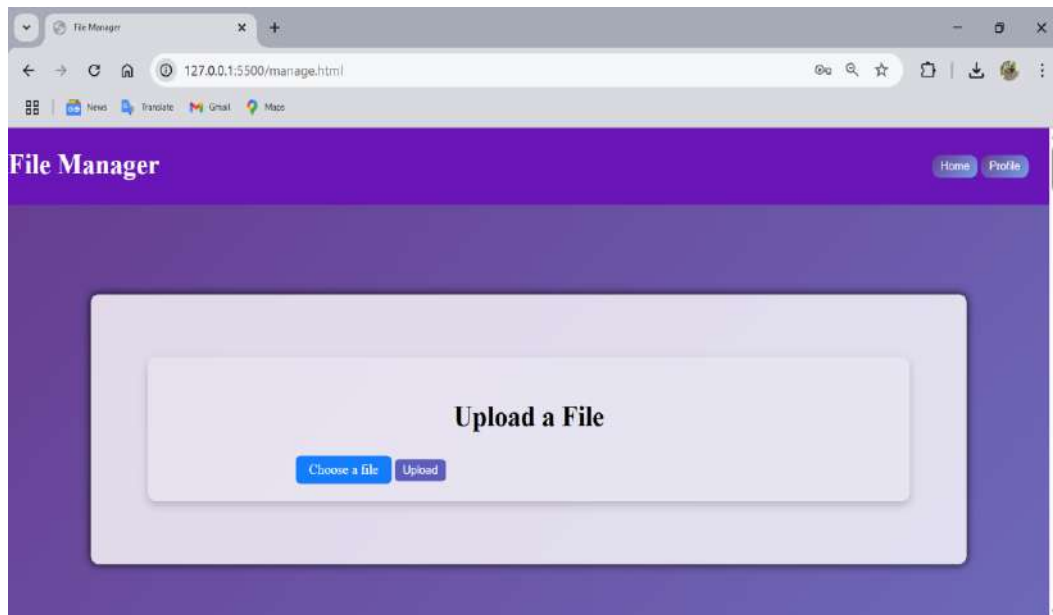 File Manager
127.0.0.1:5500/manage.html
News Translate Gmail Maps
File Manager
Home Profile
Upload a File
Choose a file Upload